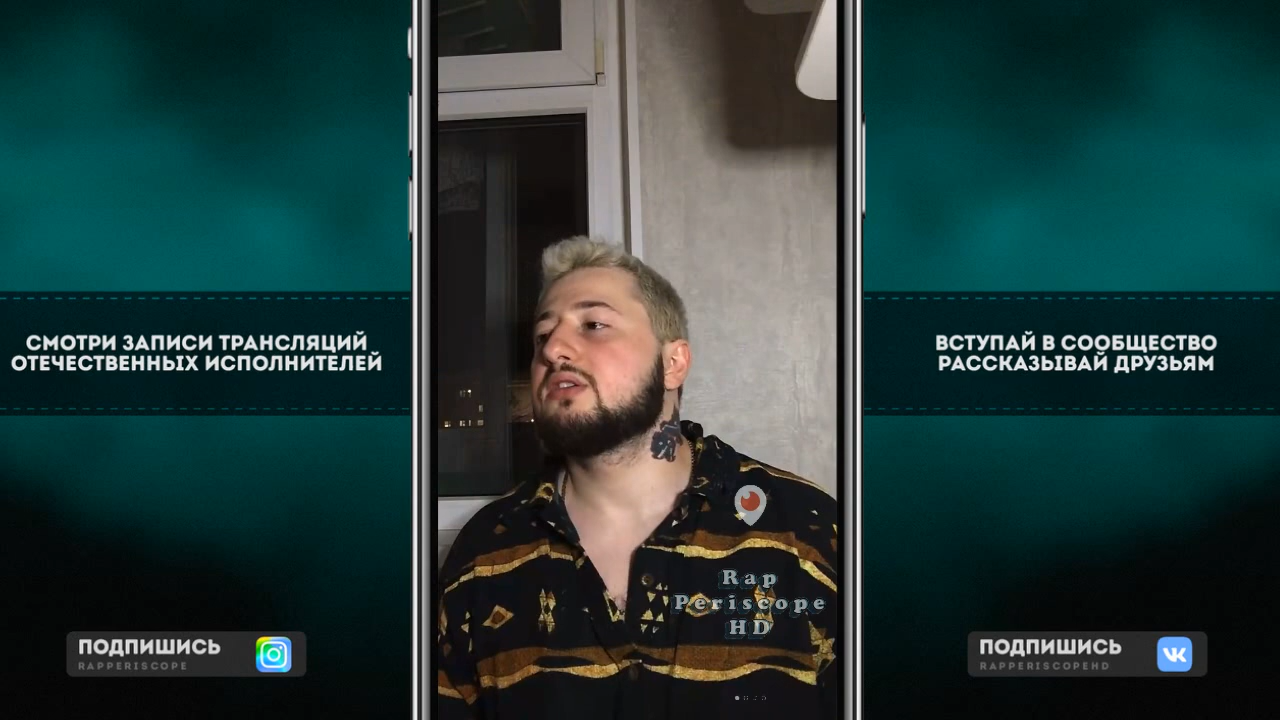 СМОТРИ ЗАПИСИ ТРАНСЛЯЦИЙ
ОТЕЧЕСТВЕННЫХ ИСПОЛНИТЕЛЕЙ
ПОДПИШИСЬ
RAPPERISCOPE
Rap
Periscope
HD
ВСТУПАЙ В СООБЩЕСТВО
РАССКАЗЫВАЙ ДРУЗЬЯМ
ПОДПИШИСЬ
RAPPERISCOPEHD